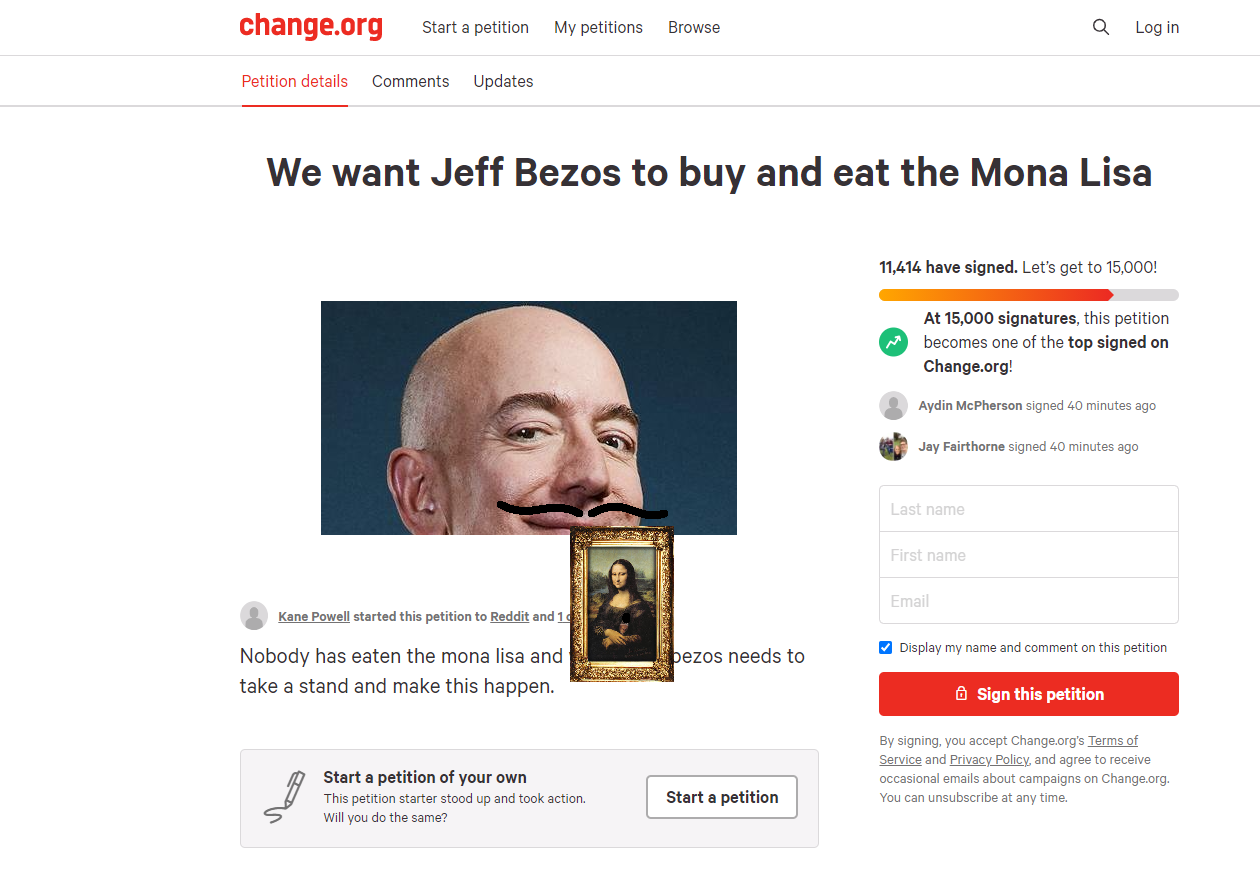 change.org
Start a petition
My petitions
Browse
Log in
Petition details
Comments
Updates
We want Jeff Bezos to buy and eat the Mona Lisa
11,414 have signed. Let's get to 15,000!
At 15,000 signatures, this petition
becomes one of the top signed on
Change.org!
Aydin McPherson signed 40 minutes ago
Jay Fairthorne signed 40 minutes ago
Last name
First name
Email
Display my name and comment on this petition
Sign this petition
By signing, you accept Change.org's Terms of
Service and Privacy Policy, and agree to receive
occasional emails about campaigns on Change.org.
You can unsubscribe at any time.
Kane Powell started this petition to Reddit and 1
Nobody has eaten the mona lisa and bezos needs to
take a stand and make this happen.
Start a petition of your own
This petition starter stood up and took action.
Will you do the same?
Start a petition